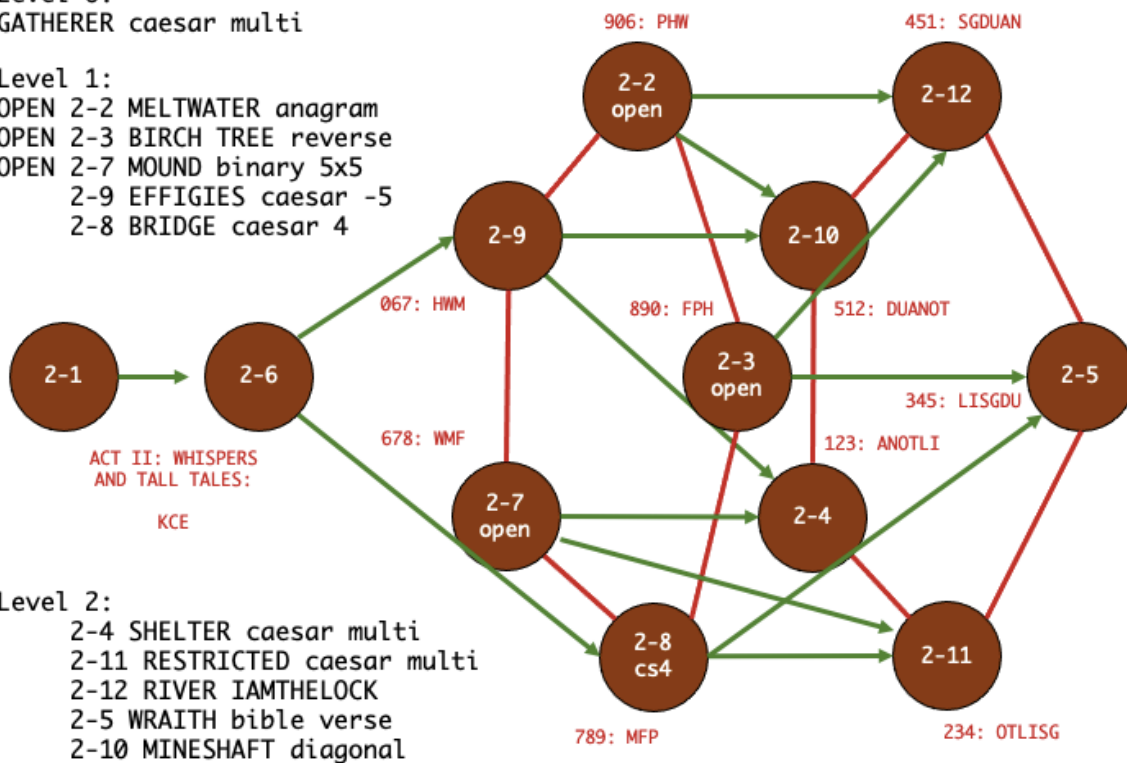 GATHERER caesar multi
Level 1:
OPEN 2-2 MELTWATER anagram
OPEN 2-3 BIRCH TREE reverse
OPEN 2-7 MOUND binary 5x5
2-9 EFFIGIES caesar -5
2-8 BRIDGE caesar 4
906: PHW
451: SGDUAN
2-2
open
2-12
2-9
2-10
067: HWM
890: FPH
512: DUANOT
2-1
2-6
2-3
open
2-5
345: LISGDU
678: WMF
123: ANOTLI
ACT II: WHISPERS
AND TALL TALES:
KCE
2-7
open
2-4
2-8
cs4
2-11
789: MFP
234: OTLISG
Level 2:
2-4 SHELTER caesar multi
2-11 RESTRICTED caesar multi
2-12 RIVER IAMTHELOCK
2-5 WRAITH bible verse
2-10 MINESHAFT diagonal